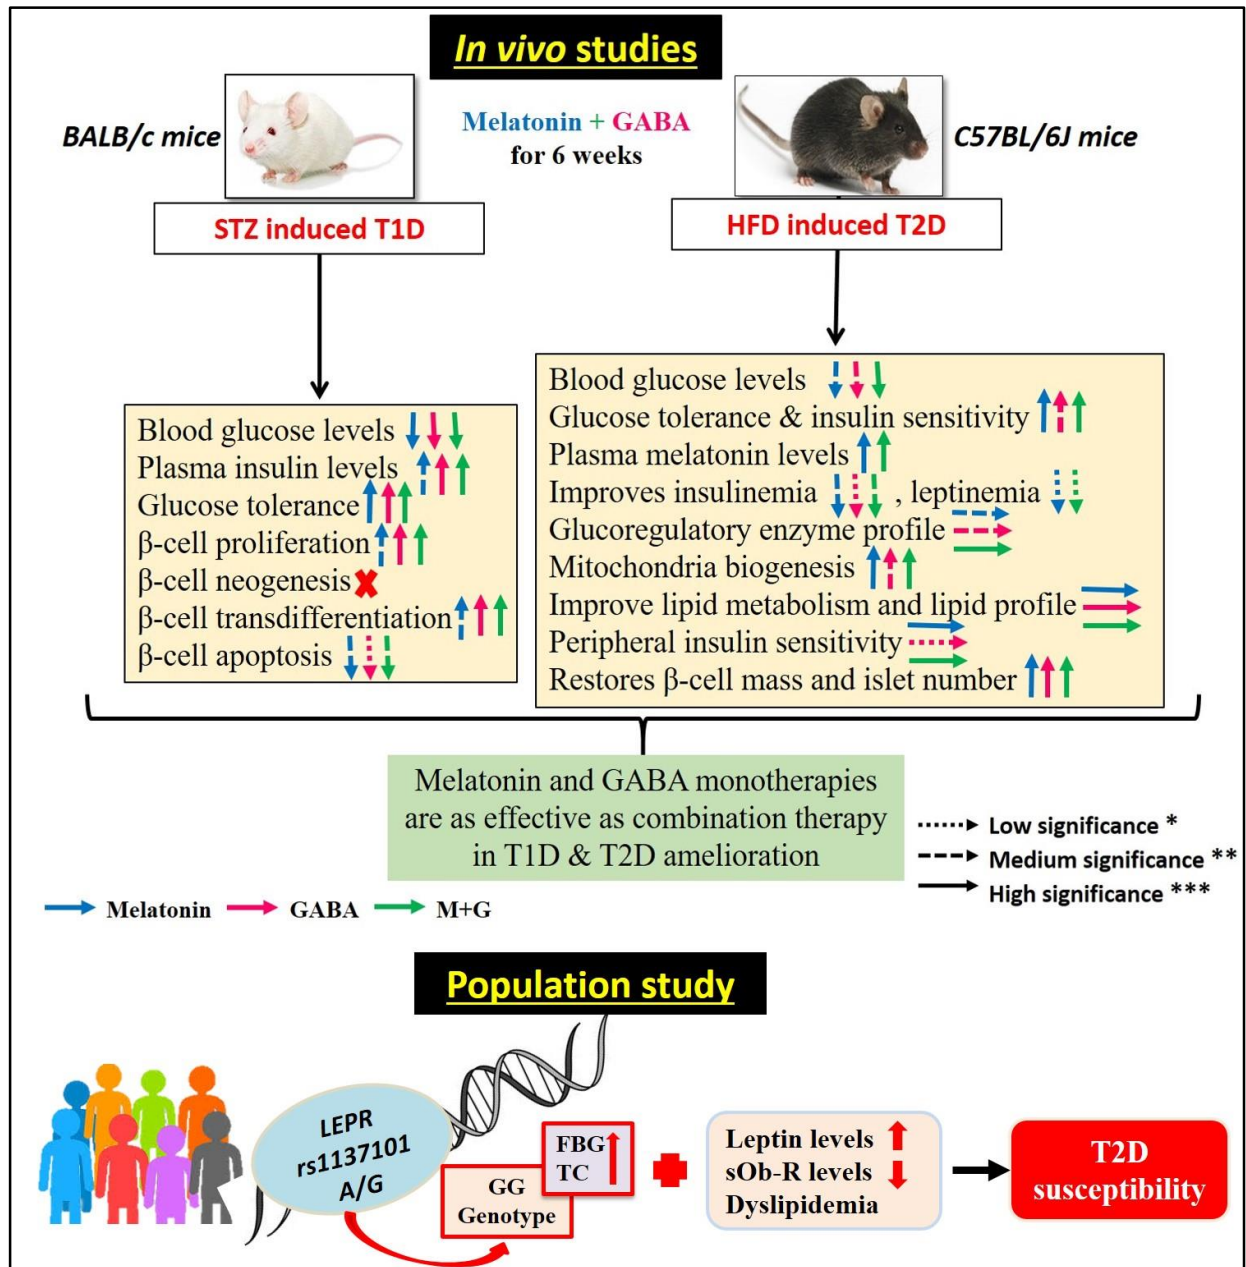 In vivo studies
BALB/c mice
Melatonin + GABA
for 6 weeks
C57BL/6J mice
STZ induced T1D
HFD induced T2D
Blood glucose levels
Plasma insulin levels
Glucose tolerance
β-cell proliferation
β-cell neogenesis
β-cell transdifferentiation
β-cell apoptosis
Blood glucose levels
Glucose tolerance & insulin sensitivity
Plasma melatonin levels
Improves insulinemia , leptinemia
Glucoregulatory enzyme profile
Mitochondria biogenesis
Improve lipid metabolism and lipid profile
Peripheral insulin sensitivity
Restores β-cell mass and islet number
Melatonin and GABA monotherapies
are as effective as combination therapy
in T1D & T2D amelioration
Low significance *
Medium significance **
High significance ***
Melatonin
GABA
M+G
Population study
LEPR
rs1137101
A/G
GG
Genotype
FBG
TC
Leptin levels
sOb-R levels
Dyslipidemia
T2D
susceptibility